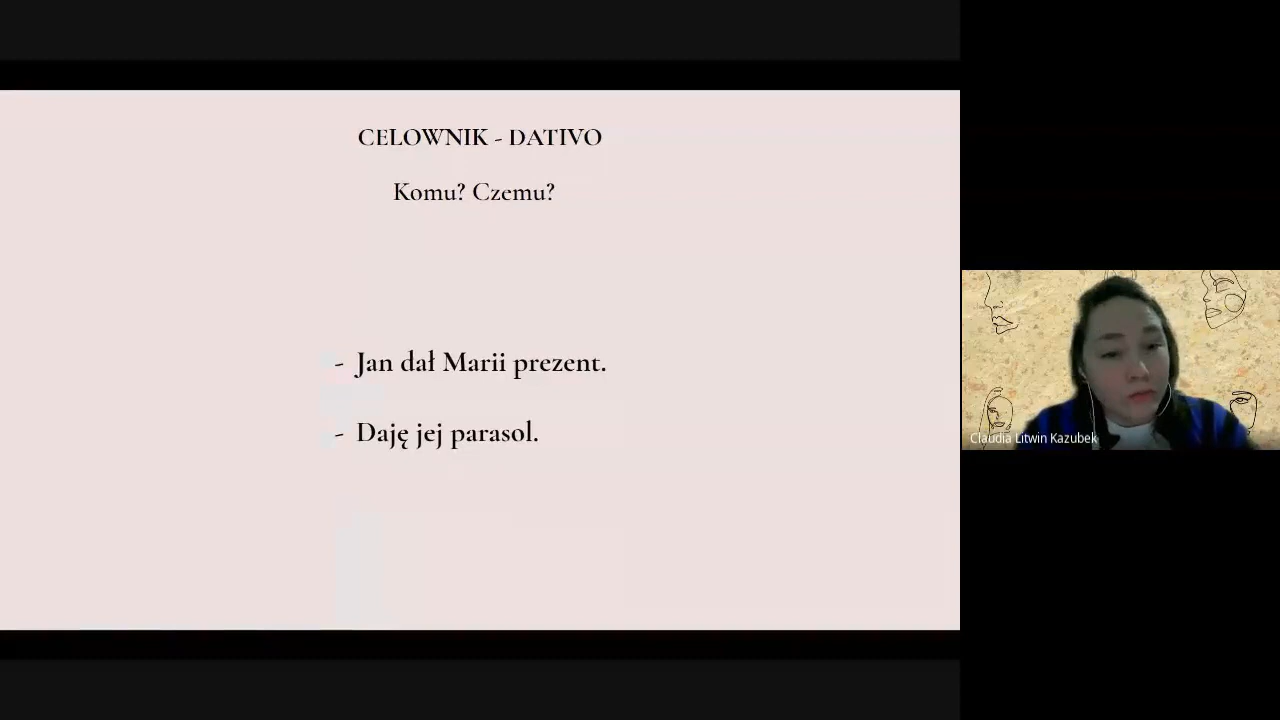 CELOWNIK - DATIVO
Komu? Czemu?
- Jan dał Marii prezent.
- Daję jej parasol.
Claudia Litwin Kazubek